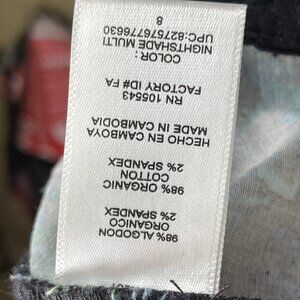 98% ALGODON
ORGANICO
2% SPANDEX
98% ORGANIC
COTTON
2% SPANDEX
HECHO EN CAMBOYA
MADE IN CAMBODIA
RN 105543
FACTORY ID# FA
COLOR:
NIGHTSHADE MULTI
UPC:827576776630
8